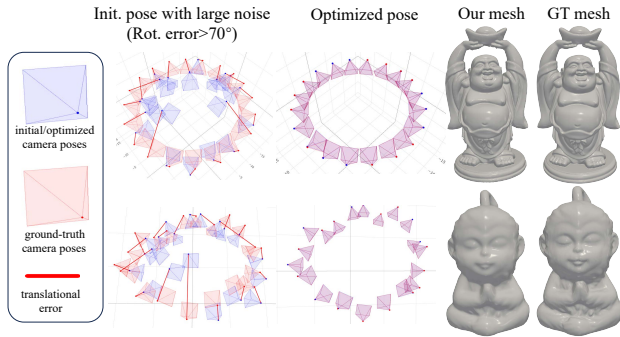 Init. pose with large noise
(Rot. error>70°)
Optimized pose
Our mesh
GT mesh
initial/optimized
camera poses
ground-truth
camera poses
translational
error